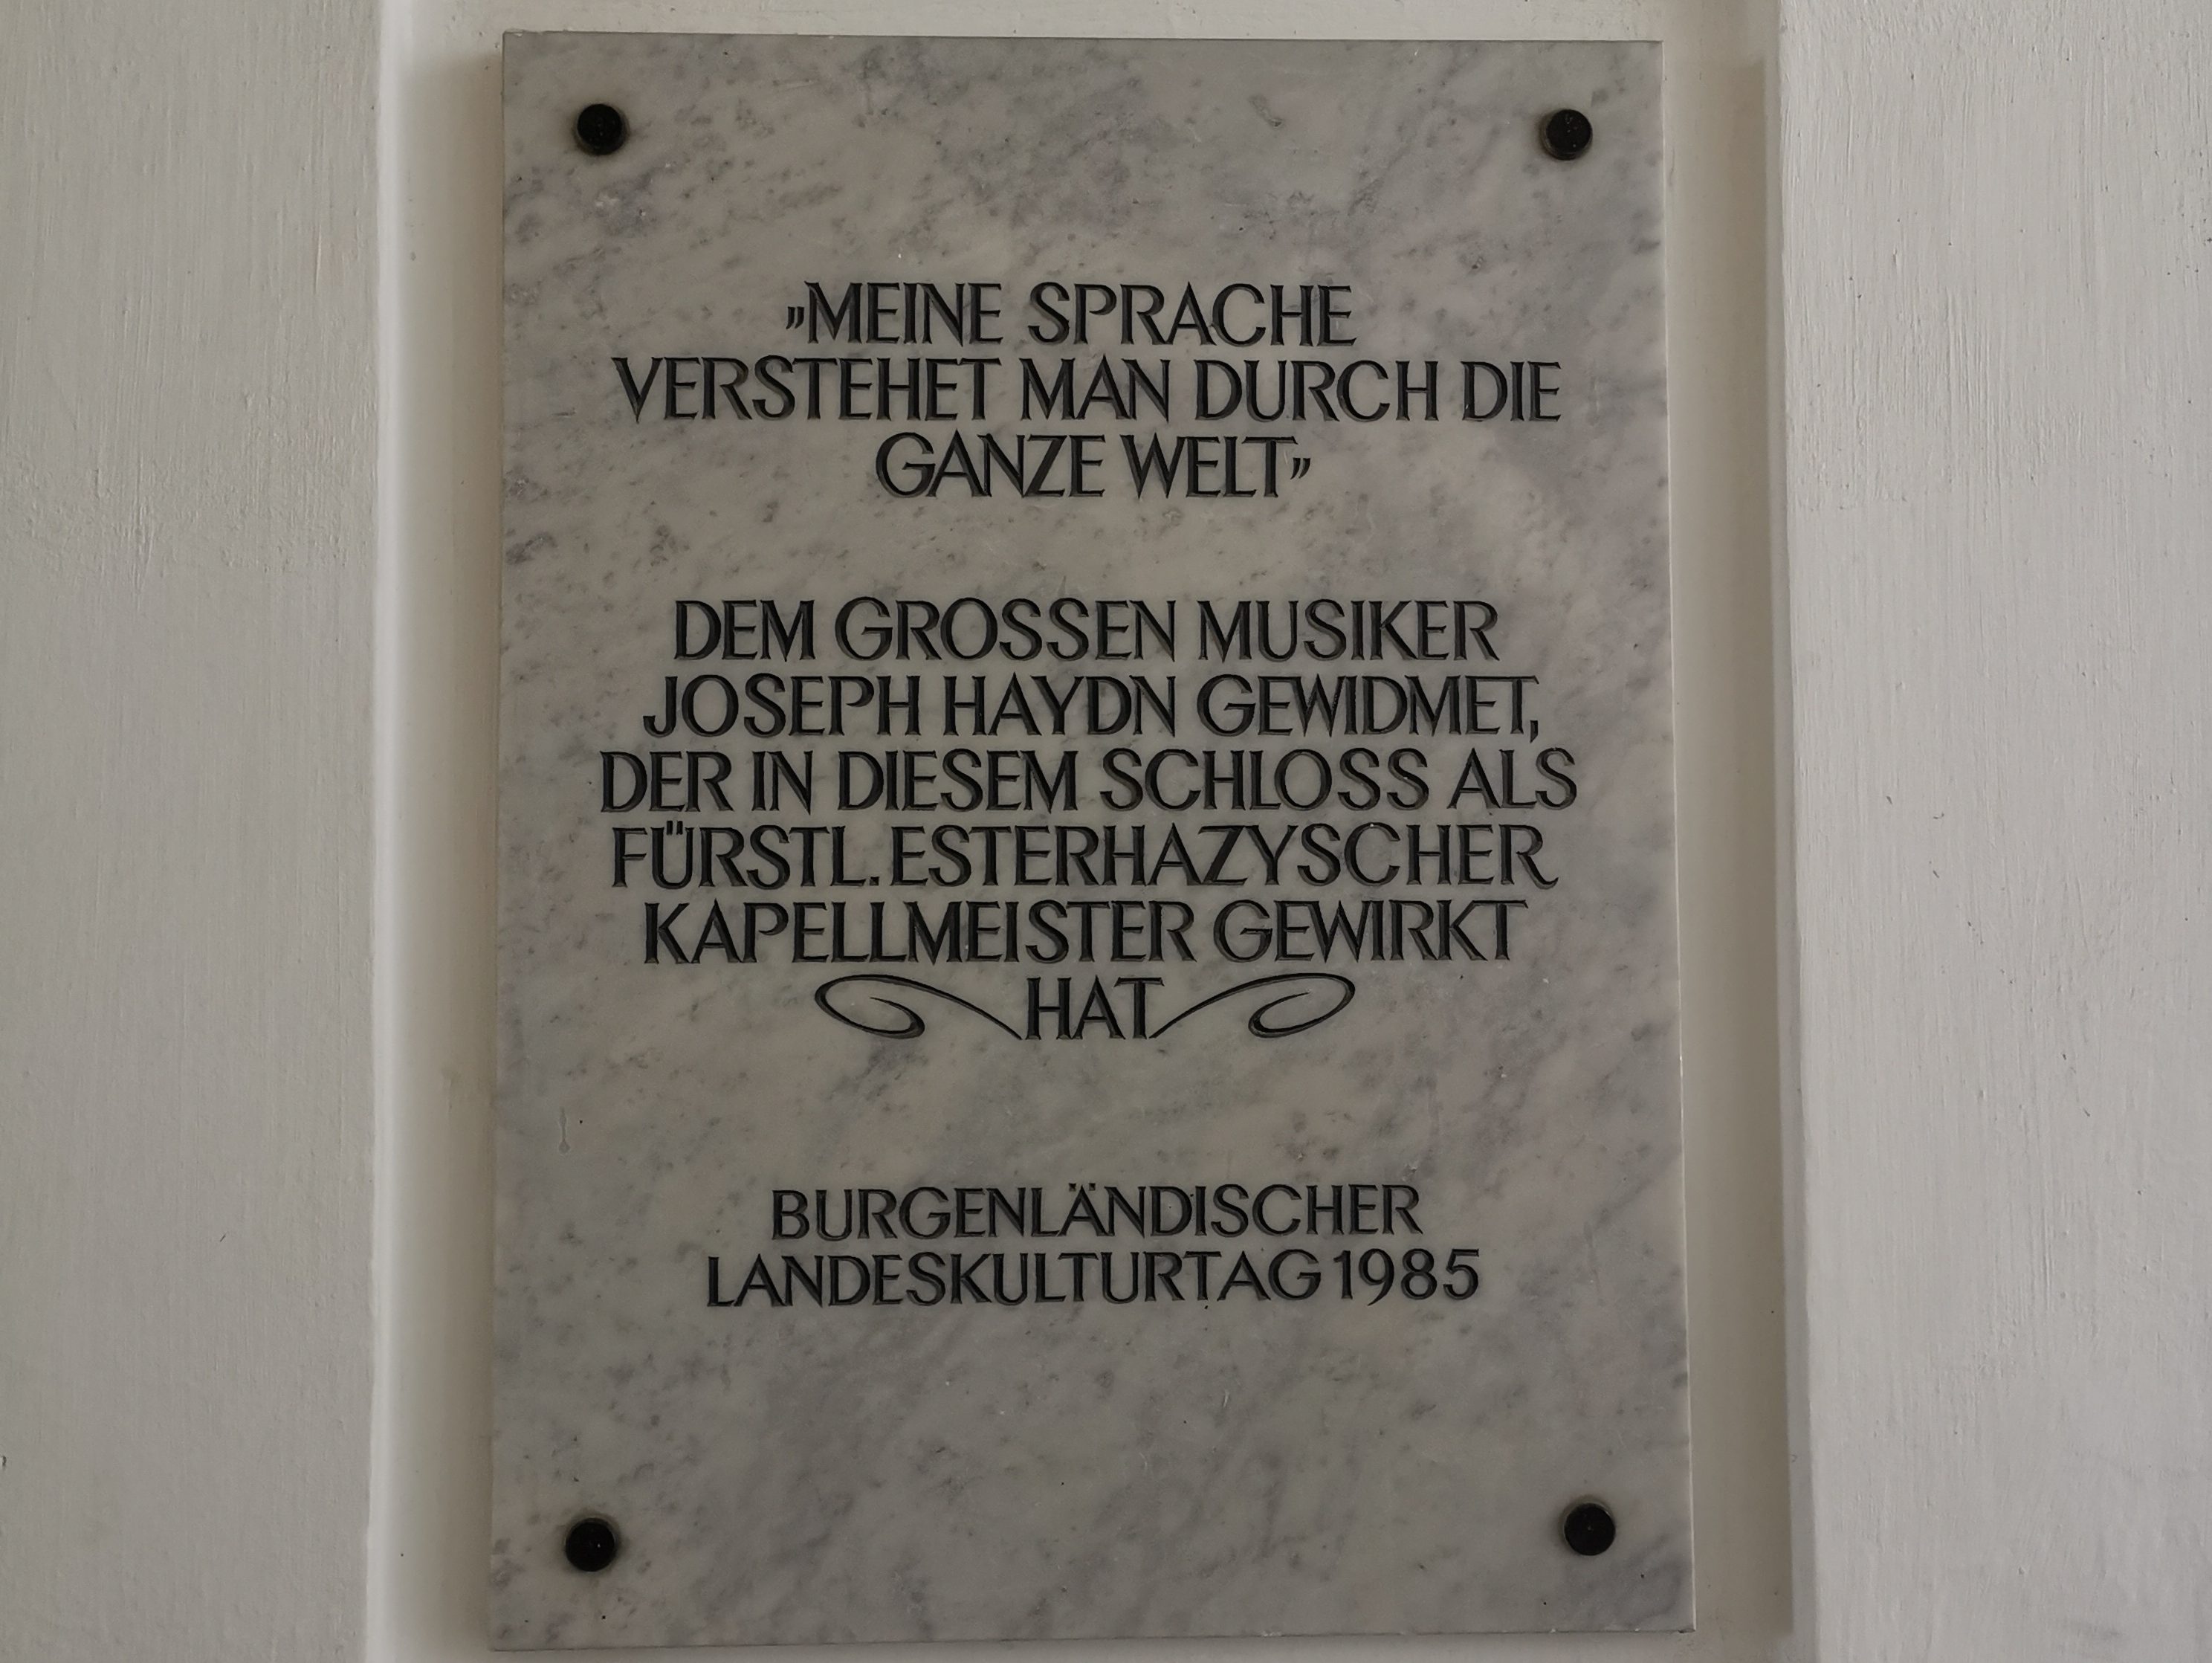 „MEINE SPRACHE
VERSTEHET MAN DURCH DIE
GANZE WELT”
DEM GROSSEN MUSIKER
JOSEPH HAYDN GEWIDMET,
DER IN DIESEM SCHLOSS ALS
FÜRSTL. ESTERHAZYSCHER
KAPELLMEISTER GEWIRKT
HAT
BURGENLÄNDISCHER
LANDESKULTURTAG 1985